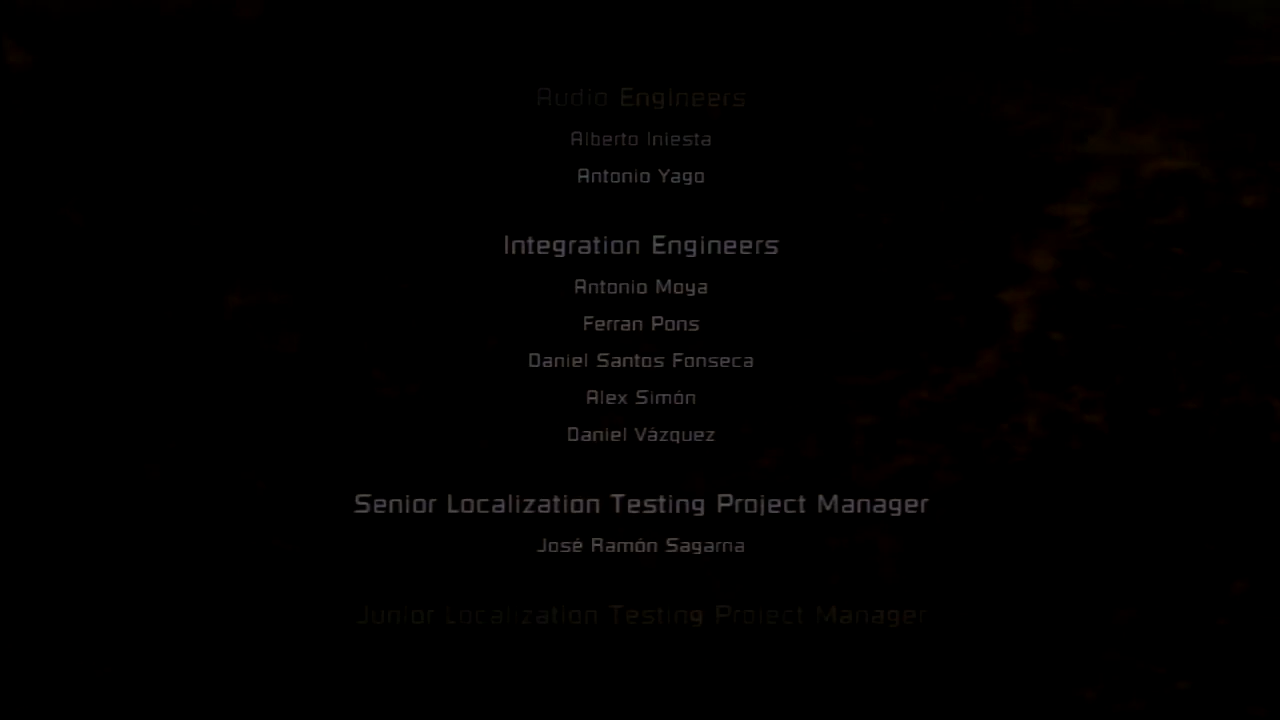 Audio Engineers
Alberto Iniesta
Antonio Yago
Integration Engineers
Antonio Moya
Ferran Pons
Daniel Santos Fonseca
Alex Simón
Daniel Vázquez
Senior Localization Testing Project Manager
José Ramón Sagarna
Junior Localization Testing Project Manager